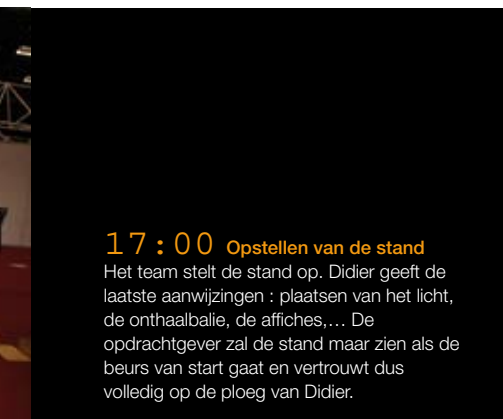 17:00 Opstellen van de stand
Het team stelt de stand op. Didier geeft de
laatste aanwijzingen : plaatsen van het licht,
de onthaalbalie, de affiches,… De
opdrachtgever zal de stand maar zien als de
beurs van start gaat en vertrouwt dus
volledig op de ploeg van Didier.